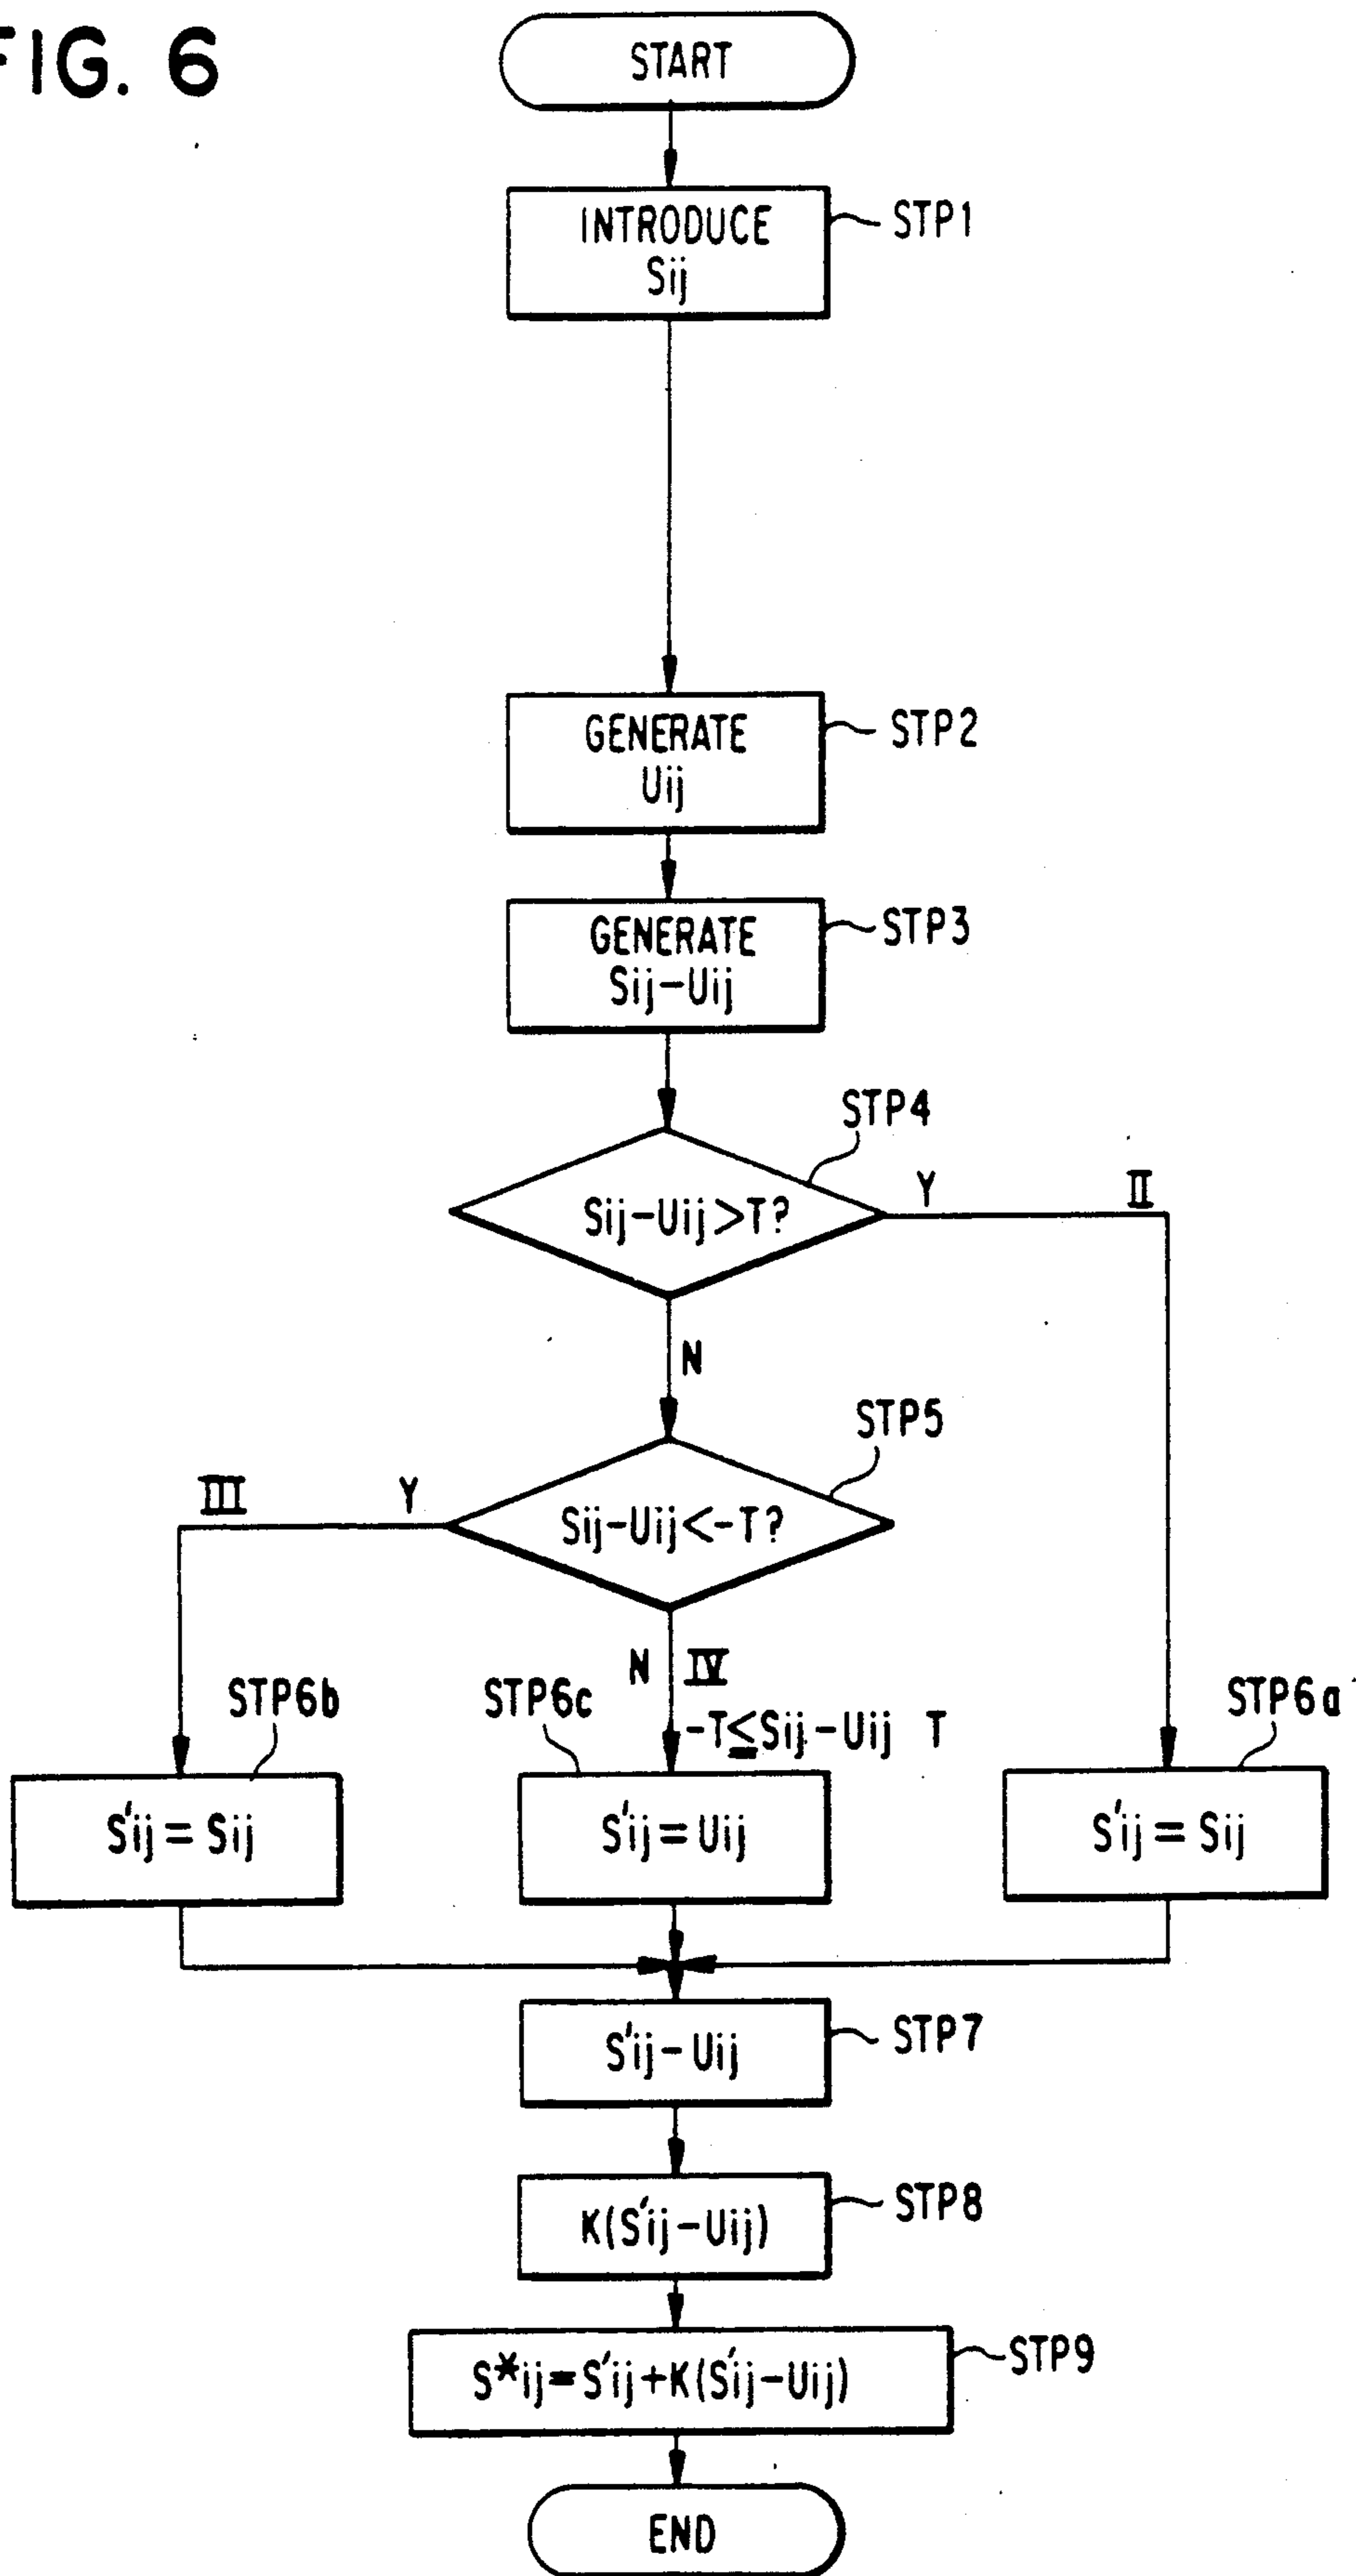 FIG. 6
START
INTRODUCE
Sij
STP1
GENERATE
Uij
STP2
GENERATE
Sij-Uij
STP3
STP4
Sij-Uij>T?
Y
II
N
STP5
III
Y
Sij-Uij<-T?
N IV
-T≤Sij-Uij T
STP6b
STP6c
STP6a
S'ij=Sij
S'ij=Uij
S'ij=Sij
S'ij-Uij
STP7
K(S'ij-Uij)
STP8
S*ij=S'ij+K(S'ij-Uij)
STP9
END